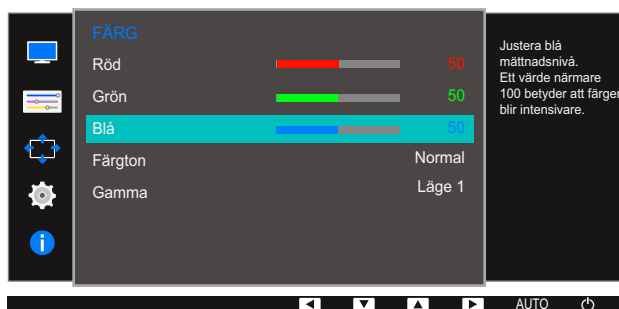 FÄRG
Röd 50
Grön 50
Blå 50
Färgton Normal
Gamma Läge 1
Justera blå
mättnadsnivå.
Ett värde närmare
100 betyder att färger
blir intensivare.
AUTO